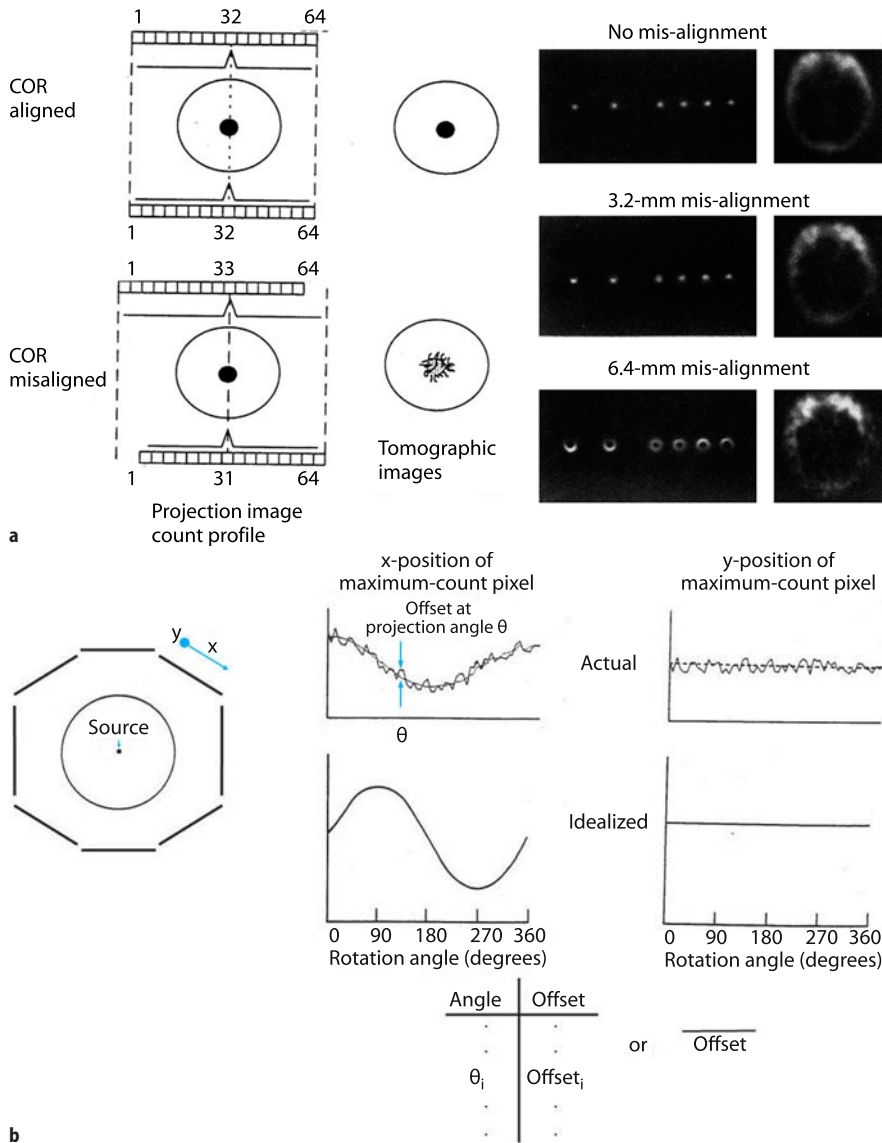 1 32 64
COR
aligned
1 32 64
1 33 64
COR
misaligned
1 31 64
Projection image
count profile
Tomographic
images
No mis-alignment
3.2-mm mis-alignment
6.4-mm mis-alignment
a
x-position of
maximum-count pixel
y-position of
maximum-count pixel
Offset at
projection angle θ
y
x
Source
θ
Actual
Idealized
0 90 180 270 360
Rotation angle (degrees)
0 90 180 270 360
Rotation angle (degrees)
Angle Offset
θi Offseti
or
Offset
b